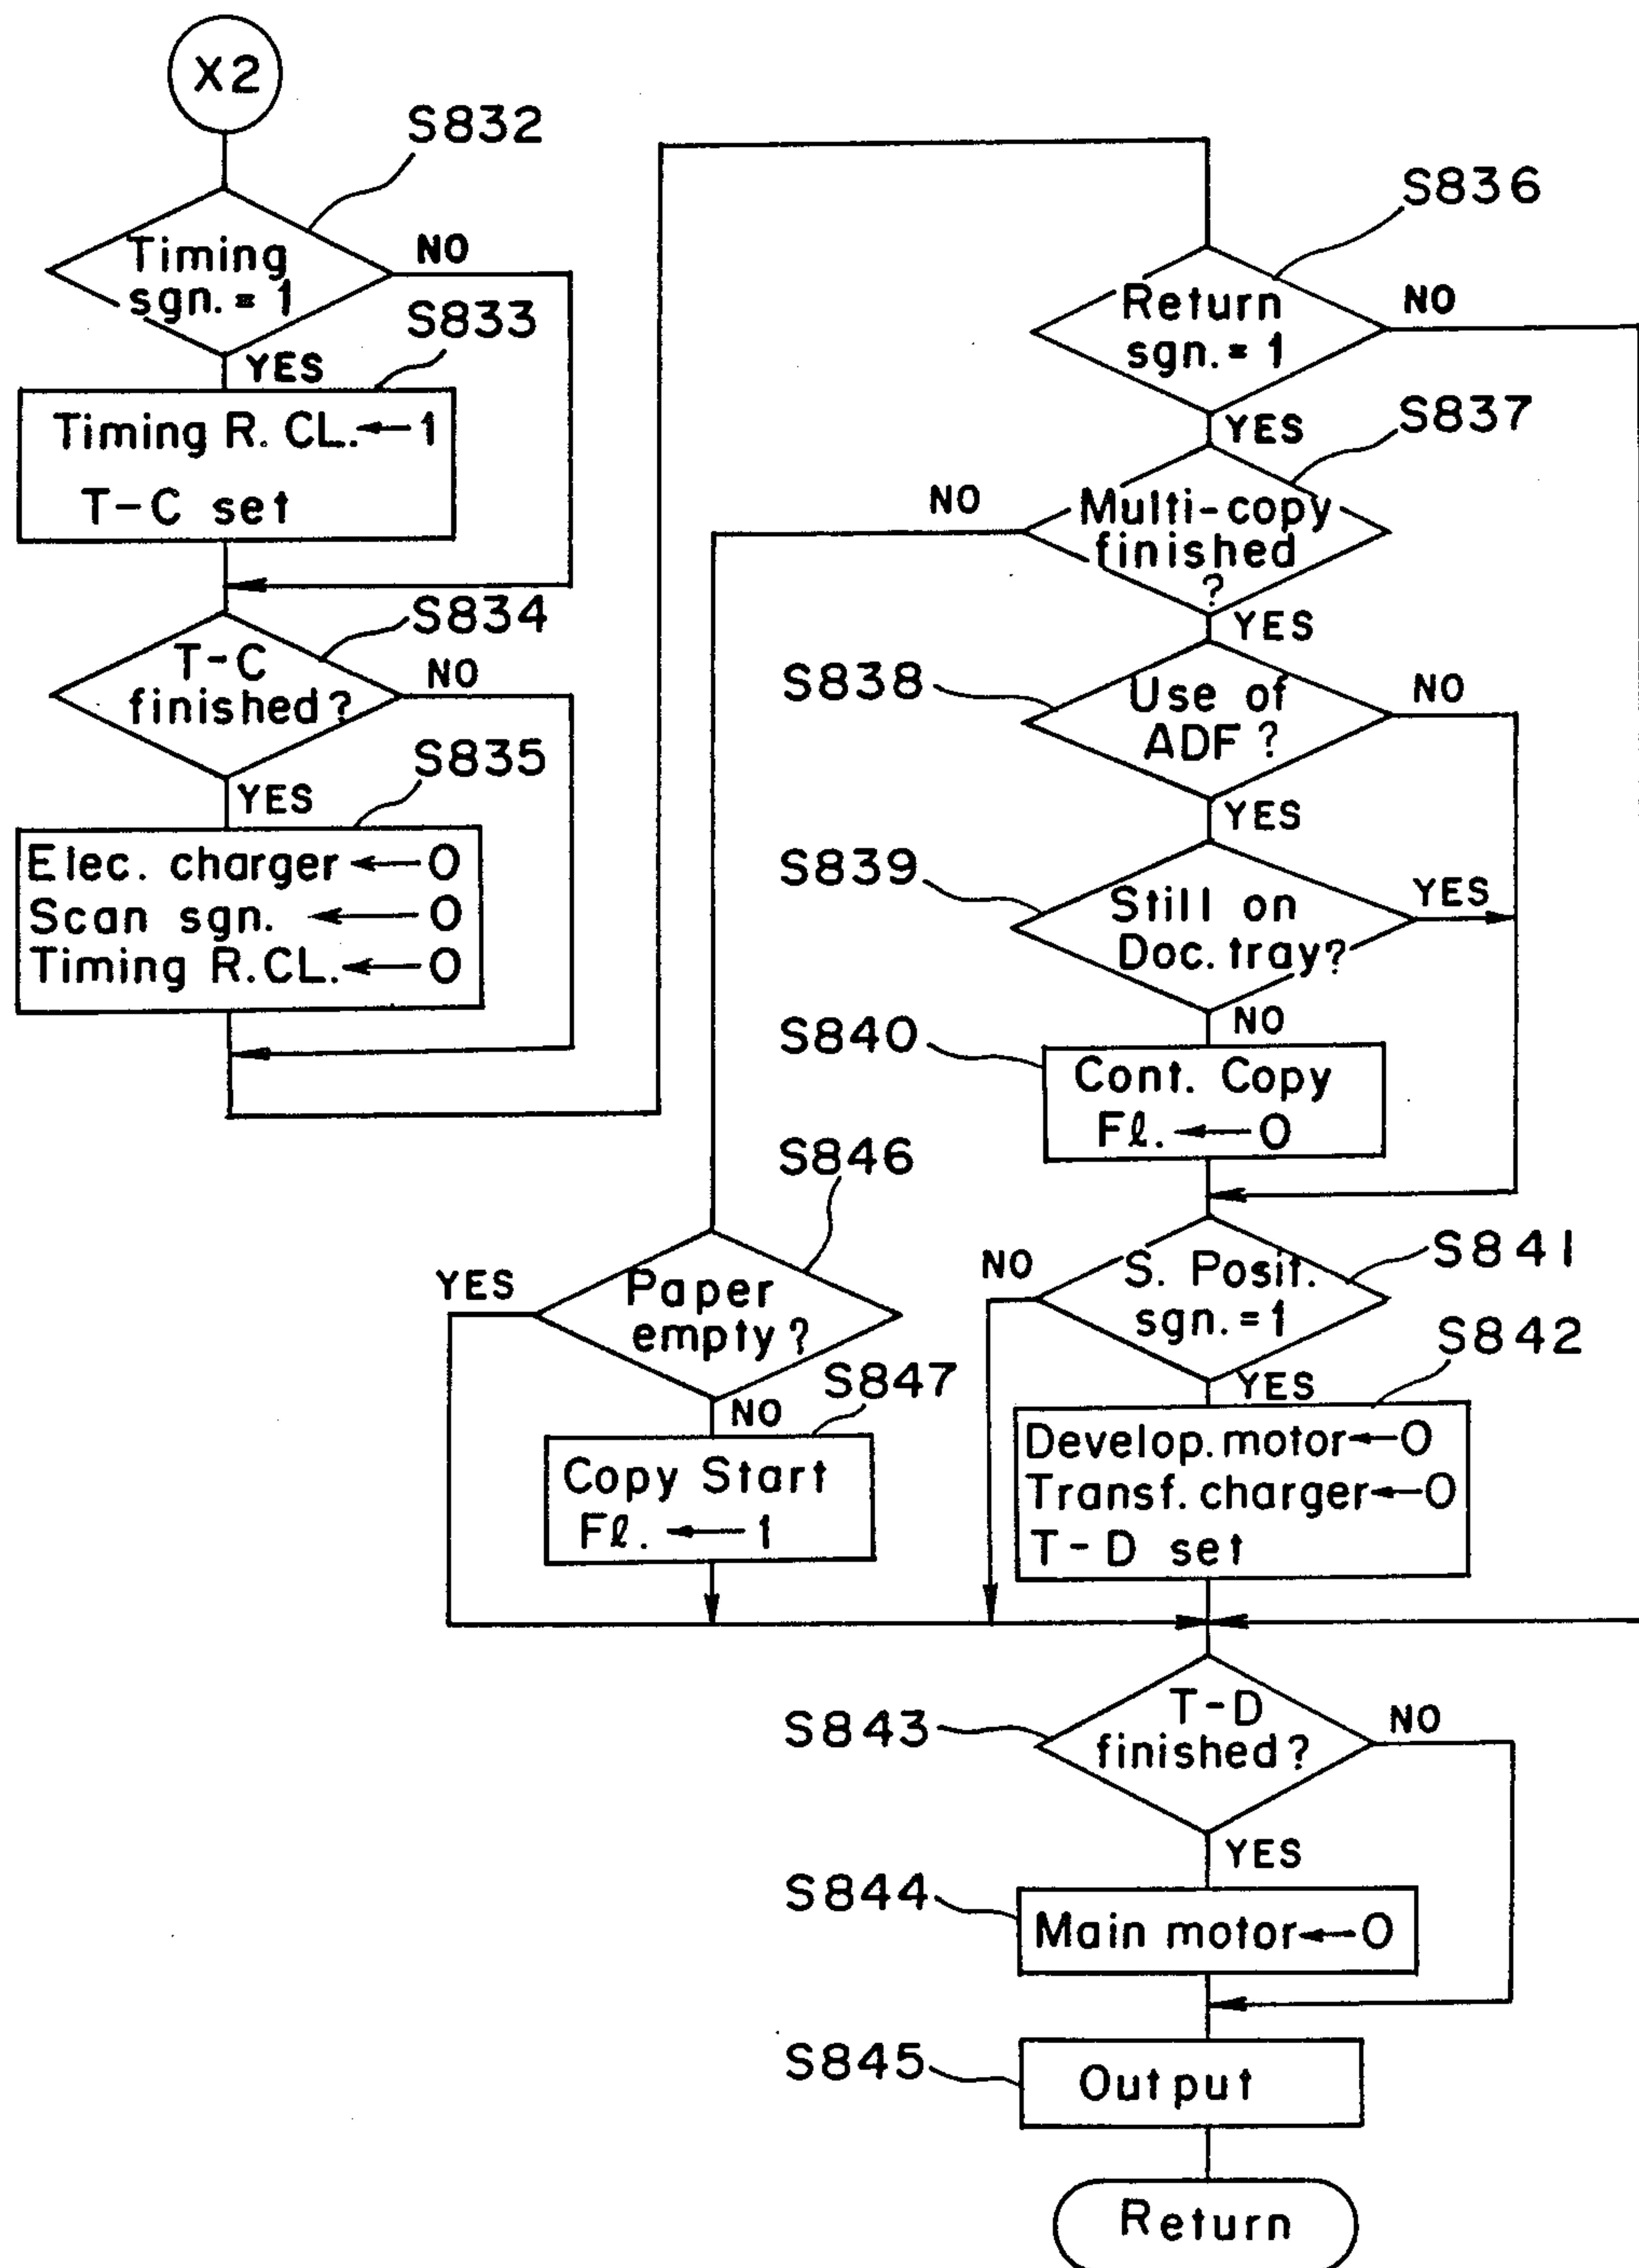 X2
S832
Timing
sgn. = 1
NO
YES
S833
Timing R. CL. ← 1
T-C set
S834
T-C
finished?
NO
YES
S835
Elec. charger ← 0
Scan sgn. ← 0
Timing R.CL. ← 0
S836
Return
sgn. = 1
NO
YES
S837
Multi-copy
finished
?
NO
YES
S838
Use of
ADF ?
NO
YES
S839
Still on
Doc. tray?
YES
NO
S840
Cont. Copy
Fℓ. ← 0
S841
S. Posit.
sgn. = 1
NO
YES
S842
Develop. motor ← 0
Transf. charger ← 0
T-D set
S846
Paper
empty?
YES
NO
S847
Copy Start
Fℓ. ← 1
S843
T-D
finished?
NO
YES
S844
Main motor ← 0
S845
Output
Return